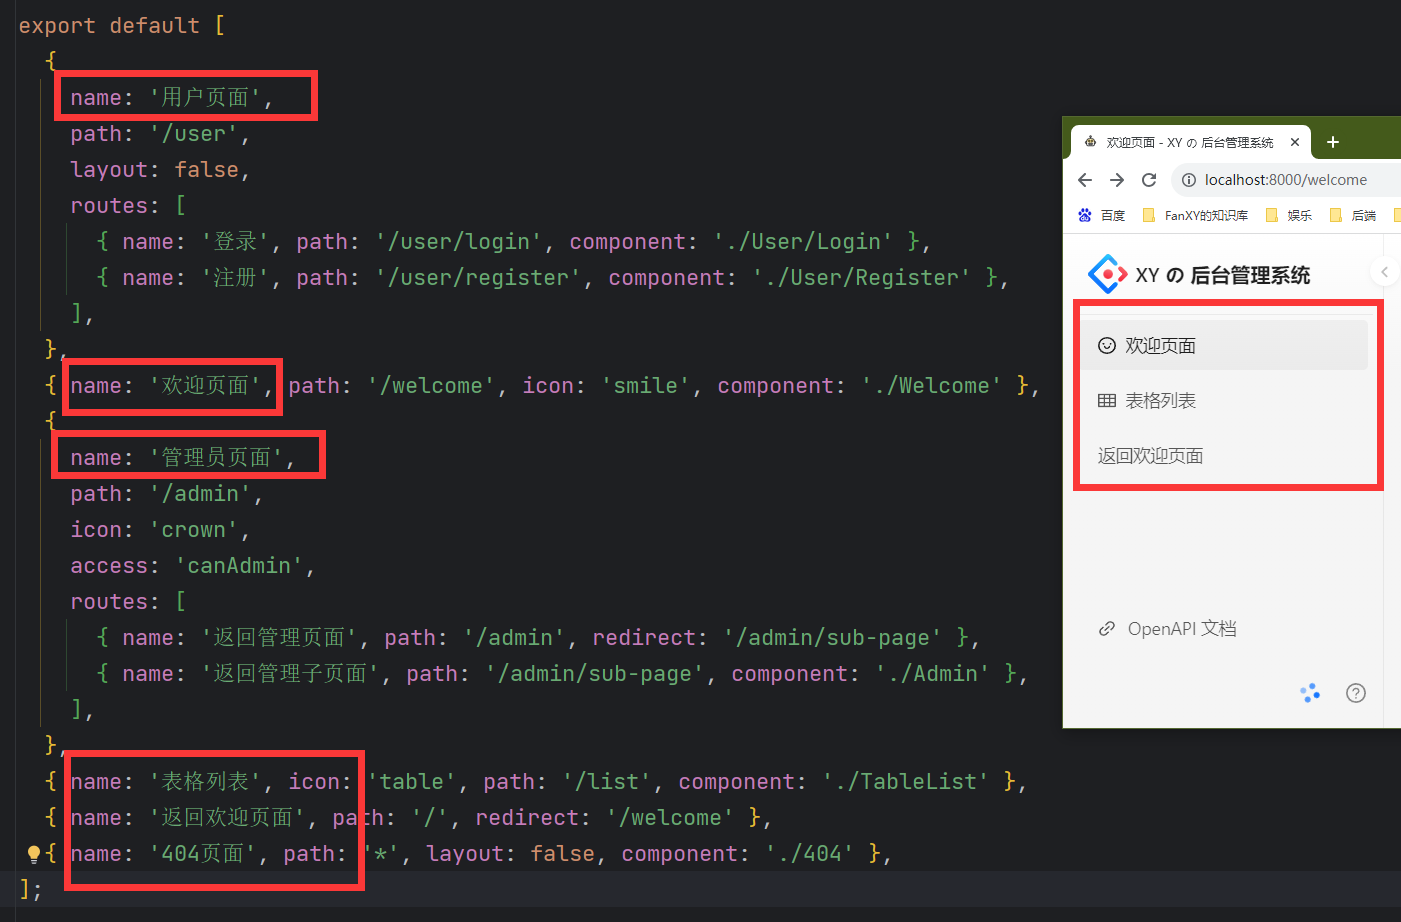 export default [
{
name: '用户页面',
path: '/user',
layout: false,
routes: [
{ name: '登录', path: '/user/login', component: './User/Login' },
{ name: '注册', path: '/user/register', component: './User/Register' },
],
},
{ name: '欢迎页面', path: '/welcome', icon: 'smile', component: './Welcome' },
{
name: '管理员页面',
path: '/admin',
icon: 'crown',
access: 'canAdmin',
routes: [
{ name: '返回管理页面', path: '/admin', redirect: '/admin/sub-page' },
{ name: '返回管理子页面', path: '/admin/sub-page', component: './Admin' },
],
},
{ name: '表格列表', icon: 'table', path: '/list', component: './TableList' },
{ name: '返回欢迎页面', path: '/', redirect: '/welcome' },
{ name: '404页面', path: '*', layout: false, component: './404' },
];
欢迎页面 - XY の 后台管理系统
localhost:8000/welcome
百度 FanXY的知识库 娱乐 后端
XY の 后台管理系统
欢迎页面
表格列表
返回欢迎页面
OpenAPI 文档